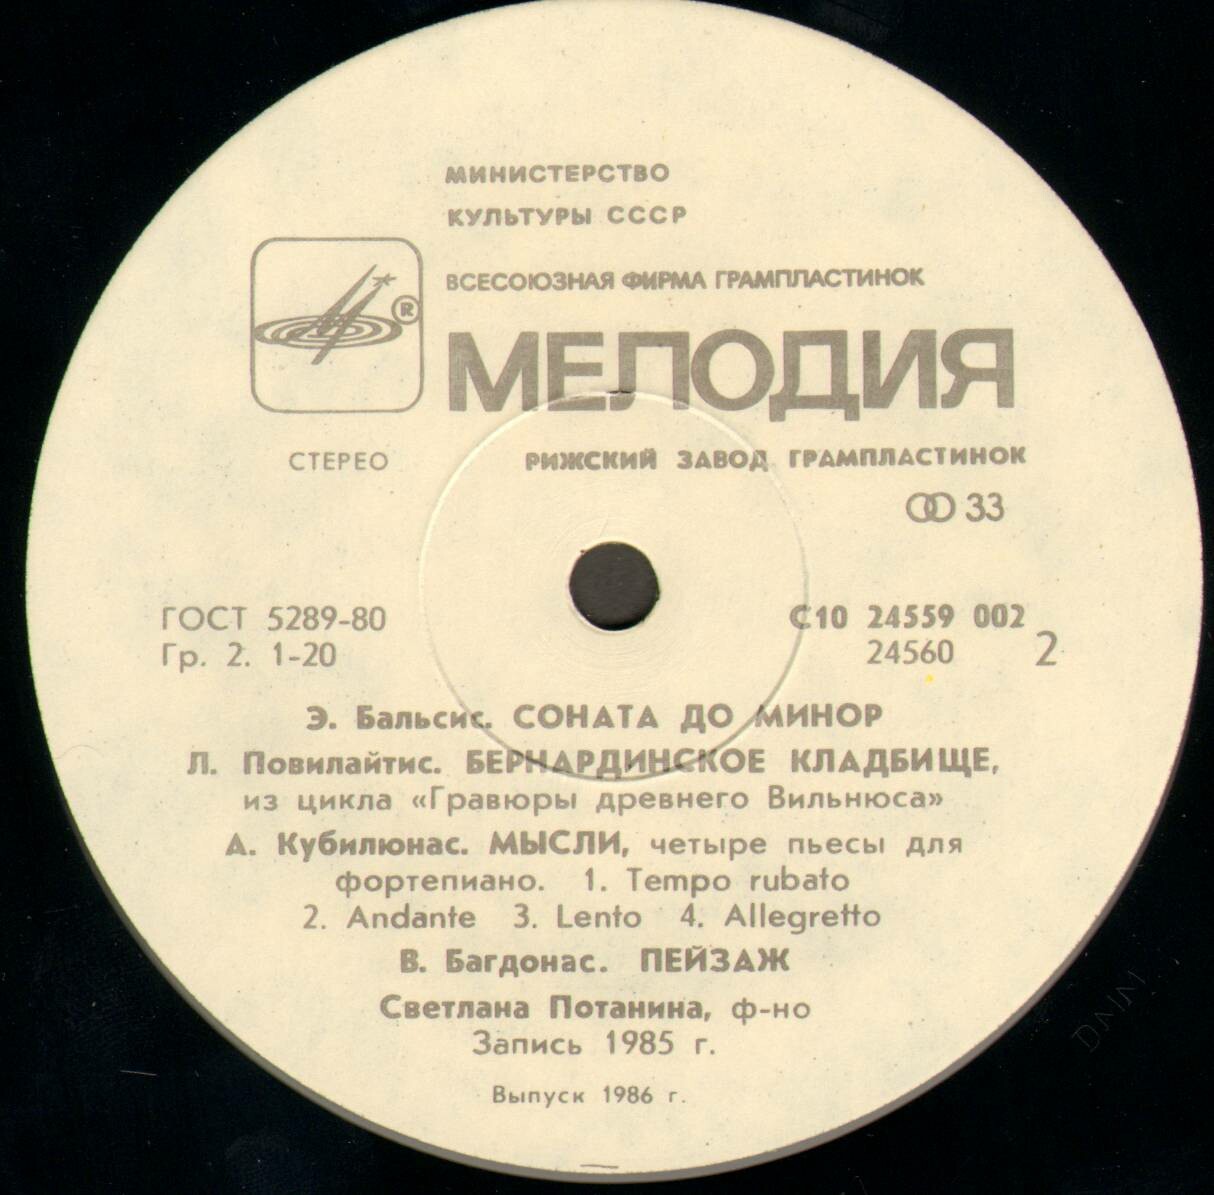 МИНИСТЕРСТВО
КУЛЬТУРЫ СССР
ВСЕСОЮЗНАЯ ФИРМА ГРАМПЛАСТИНОК
®
МЕЛОДИЯ
СТЕРЕО
РИЖСКИЙ ЗАВОД ГРАМПЛАСТИНОК
33
ГОСТ 5289-80
Гр. 2. 1-20
С10 24559 002
24560 2
Э. Бальсис. СОНАТА ДО МИНОР
Л. Повилайтис. БЕРНАРДИНСКОЕ КЛАДБИЩЕ,
из цикла «Гравюры древнего Вильнюса»
А. Кубилюнас. МЫСЛИ, четыре пьесы для
фортепиано. 1. Tempo rubato
2. Andante 3. Lento 4. Allegretto
В. Багдонас. ПЕЙЗАЖ
Светлана Потанина, ф-но
Запись 1985 г.
Выпуск 1986 г.